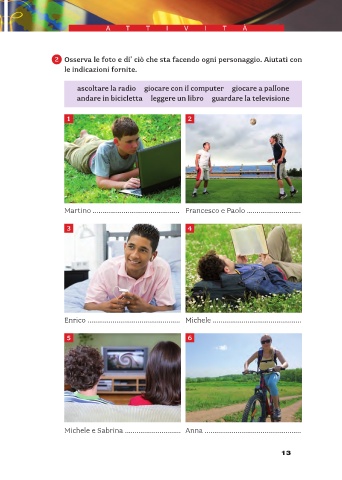 ATTIVITÀ
2 Osserva le foto e di' ciò che sta facendo ogni personaggio. Aiutati con
le indicazioni fornite.
ascoltare la radio giocare con il computer giocare a pallone
andare in bicicletta leggere un libro guardare la televisione
1 2
Martino ............................................ Francesco e Paolo ...........................
3 4
Enrico .............................................. Michele ............................................
5 6
Michele e Sabrina ............................ Anna ................................................
13